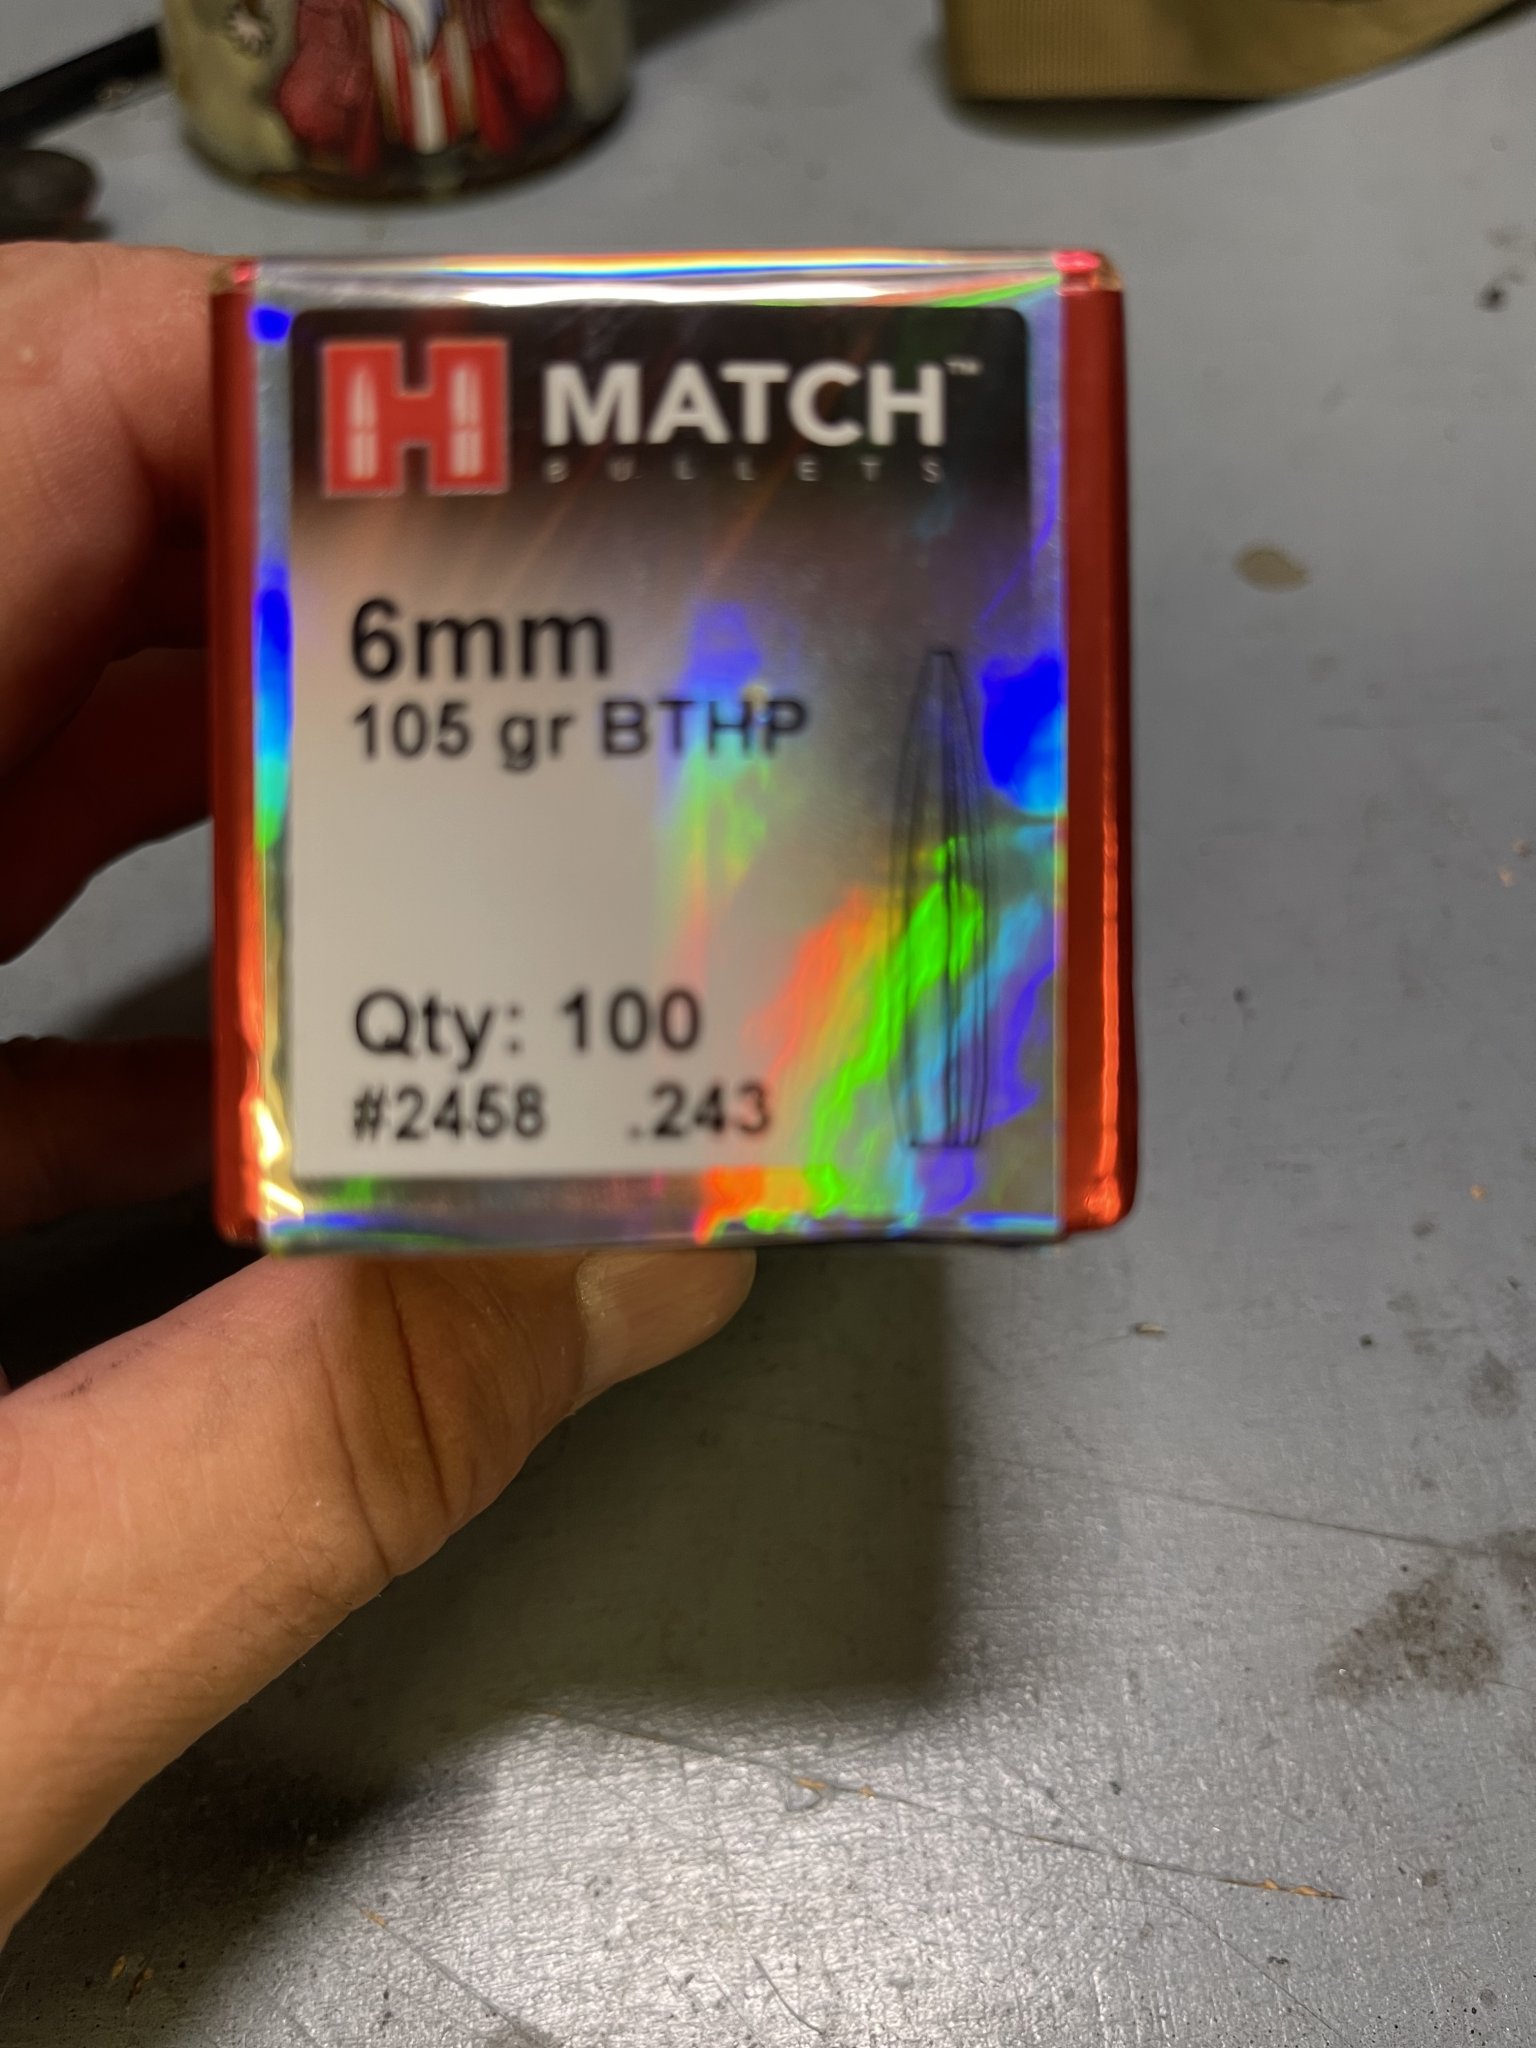 H MATCH™
BULLETS
6mm
105 gr BTHP
Qty: 100
#2458 .243